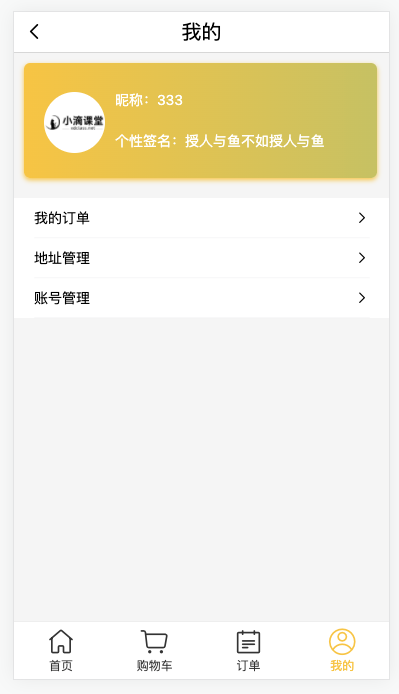 我的
小滴课堂
昵称：333
个性签名：授人与鱼不如授人与鱼
我的订单
地址管理
账号管理
首页
购物车
订单
我的